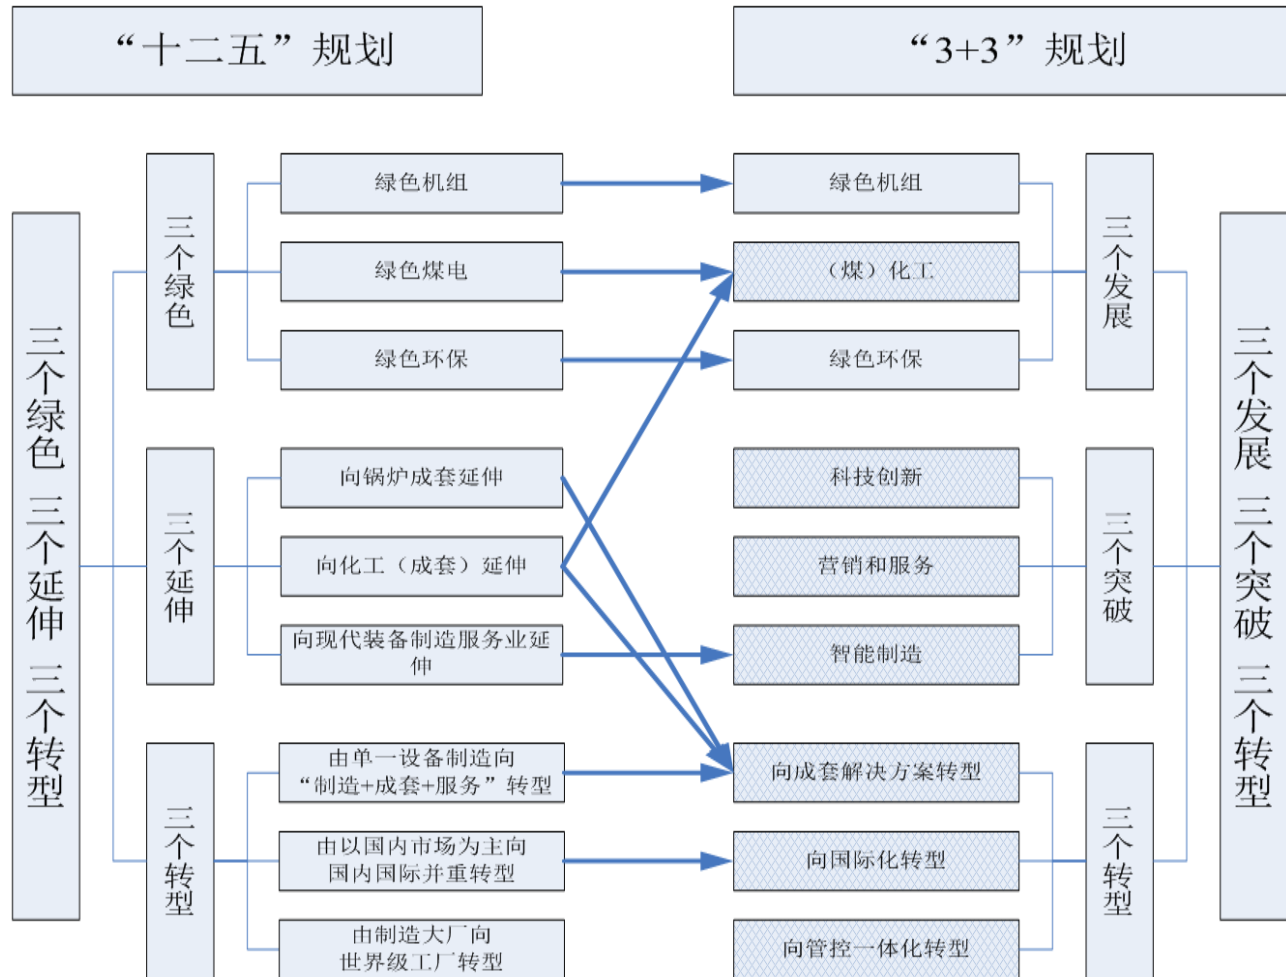 “十二五”规划
“3+3”规划
三个绿色 三个延伸 三个转型
三个绿色
绿色机组
绿色煤电
绿色环保
三个延伸
向锅炉成套延伸
向化工（成套）延伸
向现代装备制造服务业延
伸
三个转型
由单一设备制造向
“制造+成套+服务”转型
由以国内市场为主向
国内国际并重转型
由制造大厂向
世界级工厂转型
绿色机组
（煤）化工
绿色环保
三个发展
科技创新
营销和服务
智能制造
三个突破
向成套解决方案转型
向国际化转型
向管控一体化转型
三个转型
三个发展 三个突破 三个转型